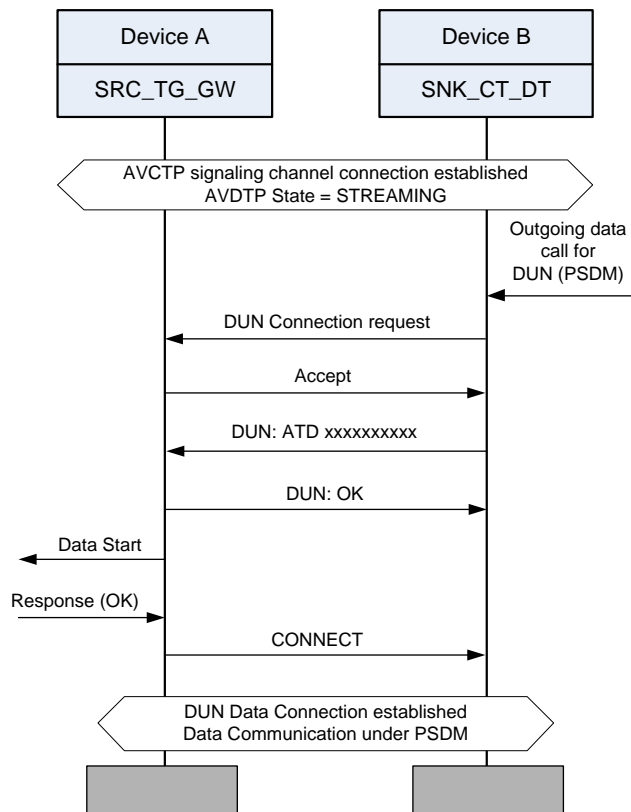 Device A
Device B
SRC_TG_GW
SNK_CT_DT
AVCTP signaling channel connection established
AVDTP State = STREAMING
Outgoing data
call for
DUN (PSDM)
DUN Connection request
Accept
DUN: ATD xxxxxxxxxx
DUN: OK
Data Start
Response (OK)
CONNECT
DUN Data Connection established
Data Communication under PSDM